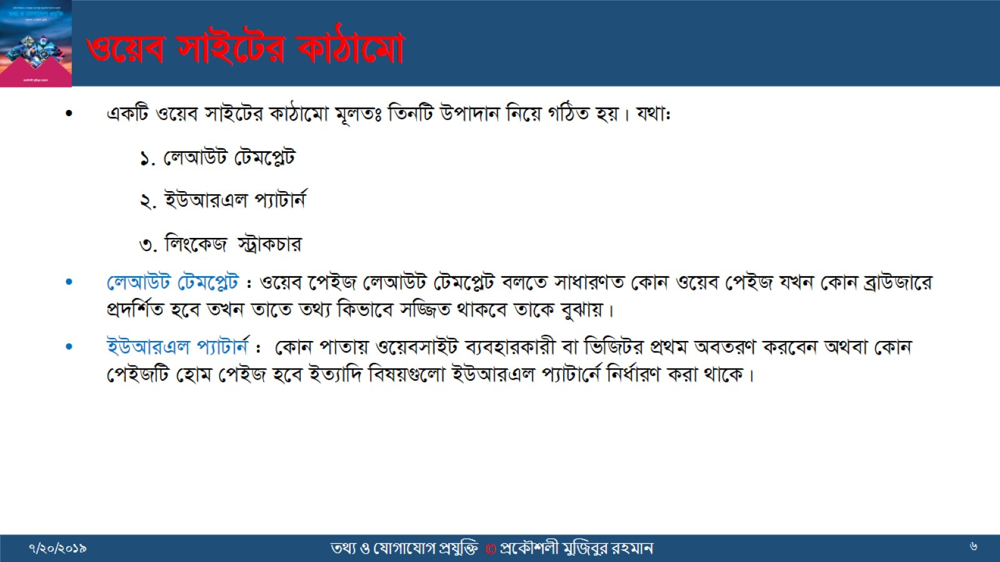 তথ্য ও যোগাযোগ প্রযুক্তি
ওয়েব সাইটের কাঠামো
• একটি ওয়েব সাইটের কাঠামো মূলতঃ তিনটি উপাদান নিয়ে গঠিত হয়। যথা:
১. লেআউট টেমপ্লেট
২. ইউআরএল প্যাটার্ন
৩. লিংকেজ স্ট্রাকচার
• লেআউট টেমপ্লেট : ওয়েব পেইজ লেআউট টেমপ্লেট বলতে সাধারণত কোন ওয়েব পেইজ যখন কোন ব্রাউজারে
প্রদর্শিত হবে তখন তাতে তথ্য কিভাবে সজ্জিত থাকবে তাকে বুঝায়।
• ইউআরএল প্যাটার্ন : কোন পাতায় ওয়েবসাইট ব্যবহারকারী বা ভিজিটর প্রথম অবতরণ করবেন অথবা কোন
পেইজটি হোম পেইজ হবে ইত্যাদি বিষয়গুলো ইউআরএল প্যাটার্নে নির্ধারণ করা থাকে।
৭/২০/২০১৯
তথ্য ও যোগাযোগ প্রযুক্তি © প্রকৌশলী মুজিবুর রহমান
৬